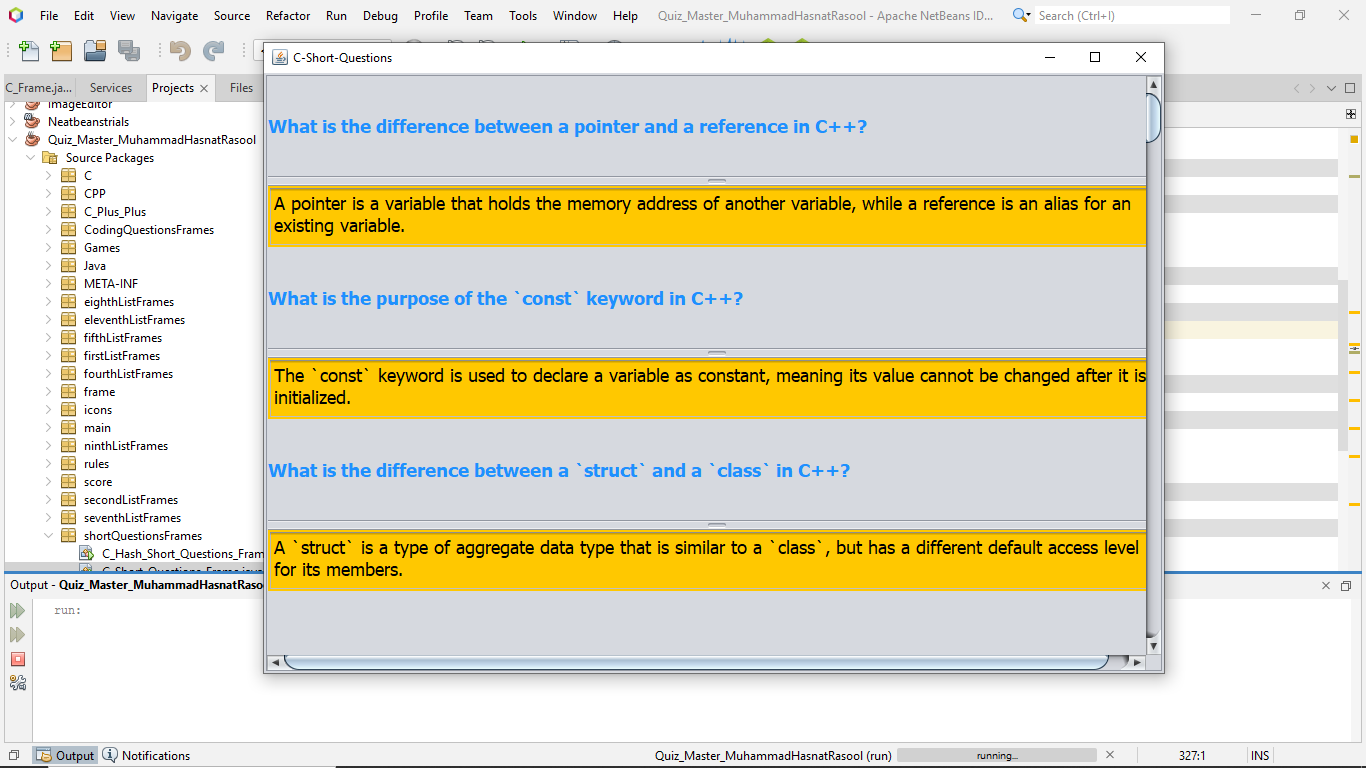 File Edit View Navigate Source Refactor Run Debug Profile Team Tools Window Help Quiz_Master_MuhammadHasnatRasool - Apache NetBeans ID... Search (Ctrl+I)
C_Frame.ja... Services Projects Files
ImageEditor
Neatbeanstrials
Quiz_Master_MuhammadHasnatRasool
Source Packages
C
CPP
C_Plus_Plus
CodingQuestionsFrames
Games
Java
META-INF
eighthListFrames
eleventhListFrames
fifthListFrames
firstListFrames
fourthListFrames
frame
icons
main
ninthListFrames
rules
score
secondListFrames
seventhListFrames
shortQuestionsFrames
C_Hash_Short_Questions_Fram
C-Short-Questions
What is the difference between a pointer and a reference in C++?
A pointer is a variable that holds the memory address of another variable, while a reference is an alias for an
existing variable.
What is the purpose of the `const` keyword in C++?
The `const` keyword is used to declare a variable as constant, meaning its value cannot be changed after it is
initialized.
What is the difference between a `struct` and a `class` in C++?
A `struct` is a type of aggregate data type that is similar to a `class`, but has a different default access level
for its members.
Output - Quiz_Master_MuhammadHasnatRaso
run:
Output Notifications Quiz_Master_MuhammadHasnatRasool (run) running... 327:1 INS